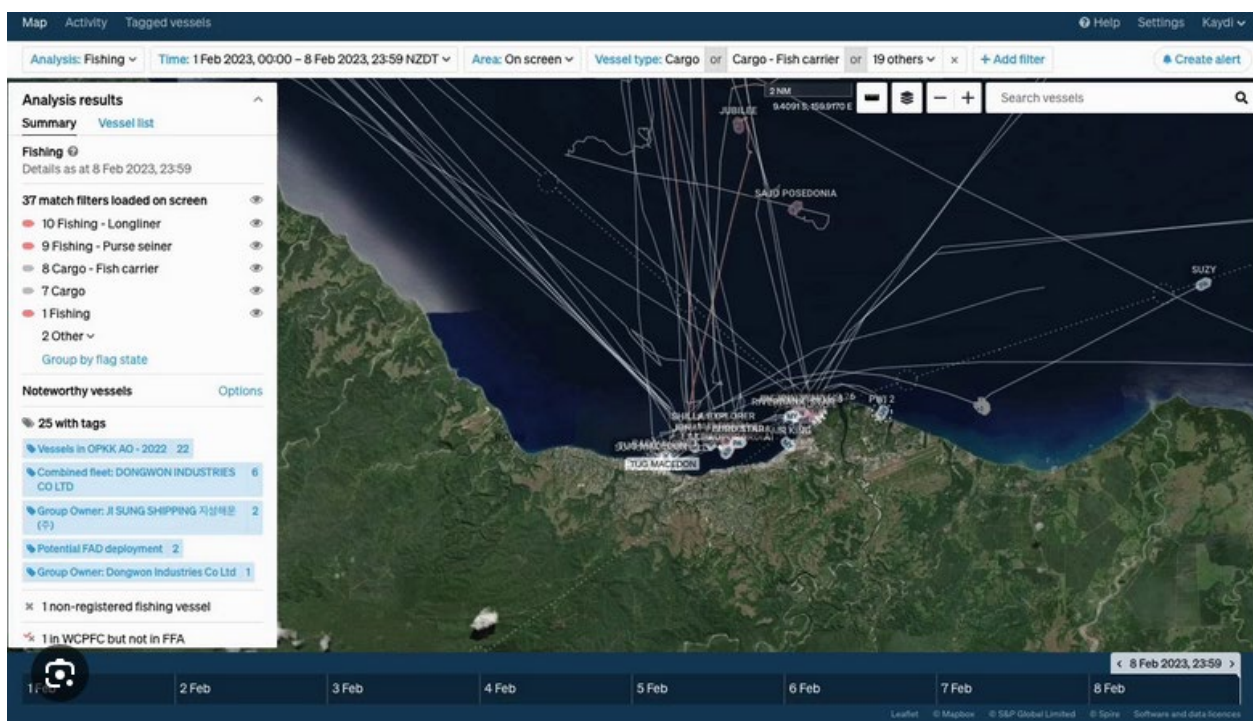 Map Activity Tagged vessels
Help Settings Kaydi
Analysis: Fishing
Time: 1 Feb 2023, 00:00 – 8 Feb 2023, 23:59 NZDT
Area: On screen
Vessel type: Cargo or Cargo - Fish carrier or 19 others ×
+ Add filter
Create alert
Analysis results
Summary Vessel list
Fishing
Details as at 8 Feb 2023, 23:59
37 match filters loaded on screen
10 Fishing - Longliner
9 Fishing - Purse seiner
8 Cargo - Fish carrier
7 Cargo
1 Fishing
2 Other
Group by flag state
Noteworthy vessels Options
25 with tags
Vessels in OPKK AO - 2022 22
Combined fleet: DONGWON INDUSTRIES CO LTD 6
Group Owner: JI SUNG SHIPPING 지성해운 (주) 2
Potential FAD deployment 2
Group Owner: Dongwon Industries Co Ltd 1
1 non-registered fishing vessel
1 in WCPFC but not in FFA
2 NM
9.4091 S, 159.9170 E
Search vessels
JUBILEE
SAJO POSEDONIA
SUZY
PW1 2
TUG MACEDON
< 8 Feb 2023, 23:59 >
2 Feb 3 Feb 4 Feb 5 Feb 6 Feb 7 Feb 8 Feb
Leaflet © Mapbox © S&P Global Limited © Spire Software and data licences